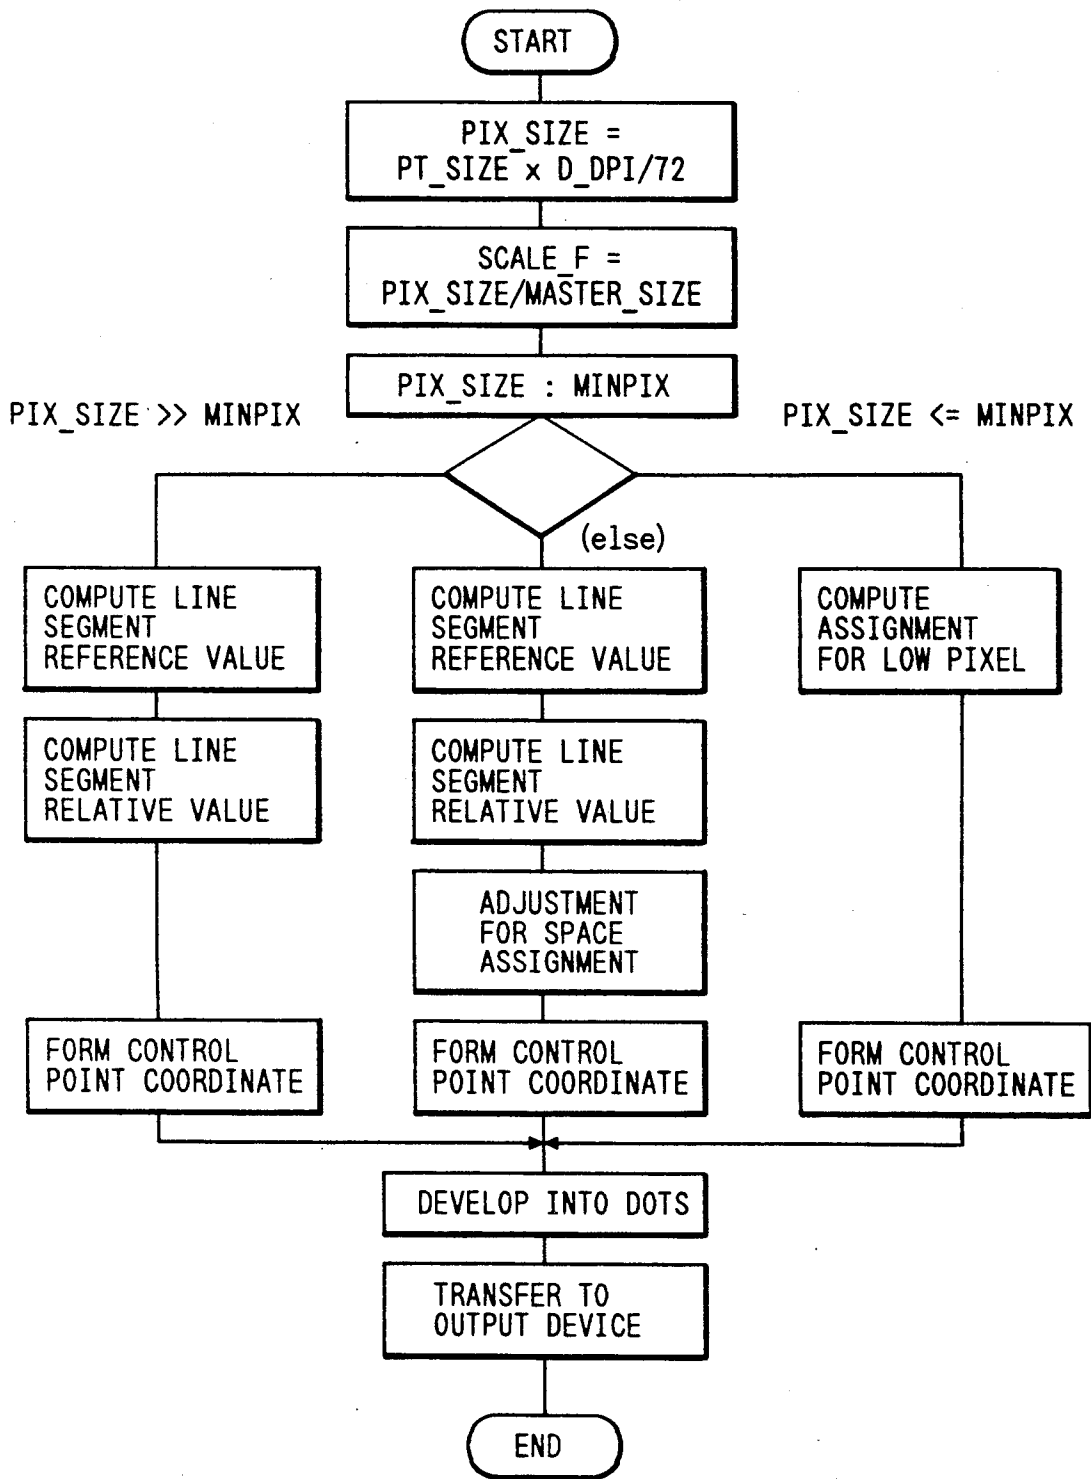 START
PIX_SIZE =
PT_SIZE x D_DPI/72
SCALE_F =
PIX_SIZE/MASTER_SIZE
PIX_SIZE : MINPIX
PIX_SIZE >> MINPIX
PIX_SIZE <= MINPIX
(else)
COMPUTE LINE
SEGMENT
REFERENCE VALUE
COMPUTE LINE
SEGMENT
RELATIVE VALUE
FORM CONTROL
POINT COORDINATE
COMPUTE LINE
SEGMENT
REFERENCE VALUE
COMPUTE LINE
SEGMENT
RELATIVE VALUE
ADJUSTMENT
FOR SPACE
ASSIGNMENT
FORM CONTROL
POINT COORDINATE
COMPUTE
ASSIGNMENT
FOR LOW PIXEL
FORM CONTROL
POINT COORDINATE
DEVELOP INTO DOTS
TRANSFER TO
OUTPUT DEVICE
END